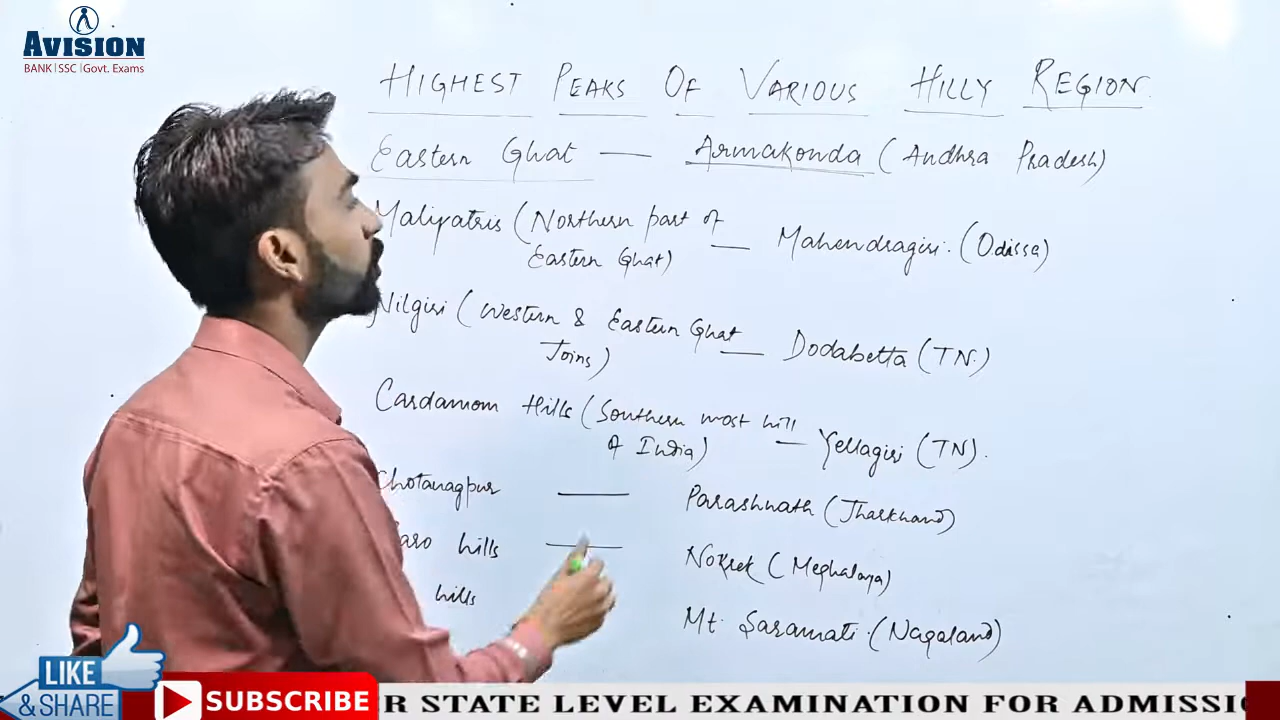 AVISION
BANK | SSC | Govt. Exams
HIGHEST PEAKS OF VARIOUS HILLY REGION
Eastern Ghat — Armakonda (Andhra Pradesh)
Maliyatris (Northern part of
Eastern Ghat) — Mahendragiri. (Odissa)
Nilgiri (Western & Eastern Ghat
Joins) — Dodabetta (TN.)
Cardamom Hills (Southern most hill
of India) — Yellagiri (TN).
Chotanagpur — Parashnath (Jharkhand)
aro hills — Nokrek (Meghalaya)
hills Mt. Saramati. (Nagaland)
LIKE
& SHARE
SUBSCRIBE
R STATE LEVEL EXAMINATION FOR ADMISSI